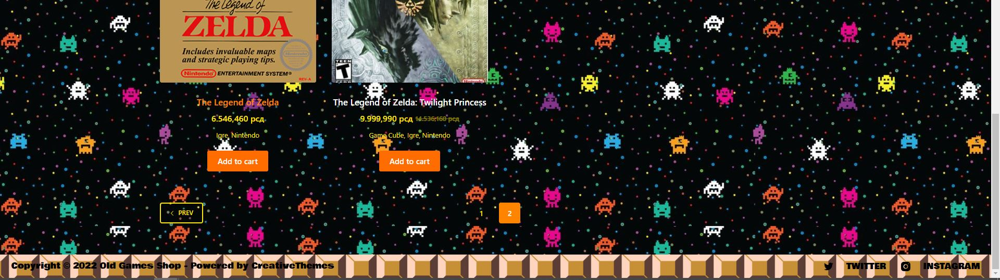 The Legend of
ZELDA
Includes invaluable maps
and strategic playing tips.
Nintendo
Nintendo ENTERTAINMENT SYSTEM®
REV-A
TEEN
T
Nintendo
The Legend of Zelda
6.546,460 рсд
Igre, Nintendo
Add to cart
The Legend of Zelda: Twilight Princess
9.999,990 рсд 14.536,160 рсд
Game Cube, Igre, Nintendo
Add to cart
PREV
1
2
Copyright © 2022 Old Games Shop - Powered by CreativeThemes
TWITTER
INSTAGRAM